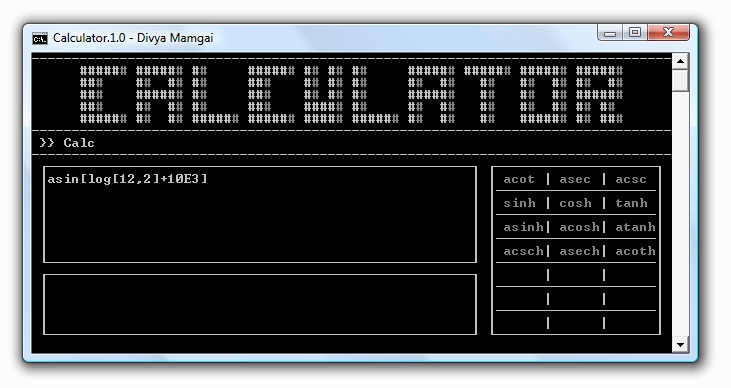 Calculator.1.0 - Divya Mamgai
CALCULATOR
>> Calc
asin[log[12,2]+10E3]
acot | asec | acsc
sinh | cosh | tanh
asinh| acosh| atanh
acsch| asech| acoth